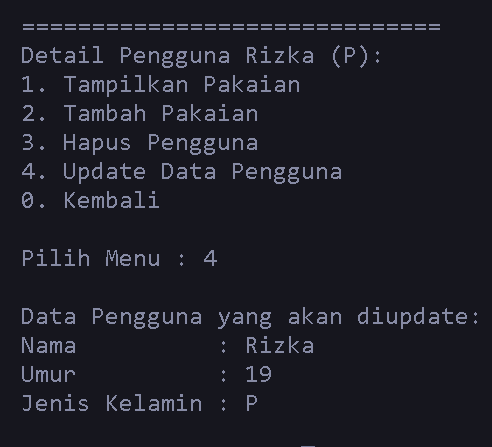 ==============================
Detail Pengguna Rizka (P):
1. Tampilkan Pakaian
2. Tambah Pakaian
3. Hapus Pengguna
4. Update Data Pengguna
0. Kembali
Pilih Menu : 4
Data Pengguna yang akan diupdate:
Nama : Rizka
Umur : 19
Jenis Kelamin : P